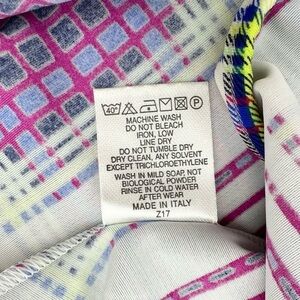 40°
P
MACHINE WASH
DO NOT BLEACH
IRON, LOW
LINE DRY
DO NOT TUMBLE DRY
DRY CLEAN, ANY SOLVENT
EXCEPT TRICHLOROETHYLENE
WASH IN MILD SOAP, NOT
BIOLOGICAL POWDER
RINSE IN COLD WATER
AFTER WEAR
MADE IN ITALY
Z17